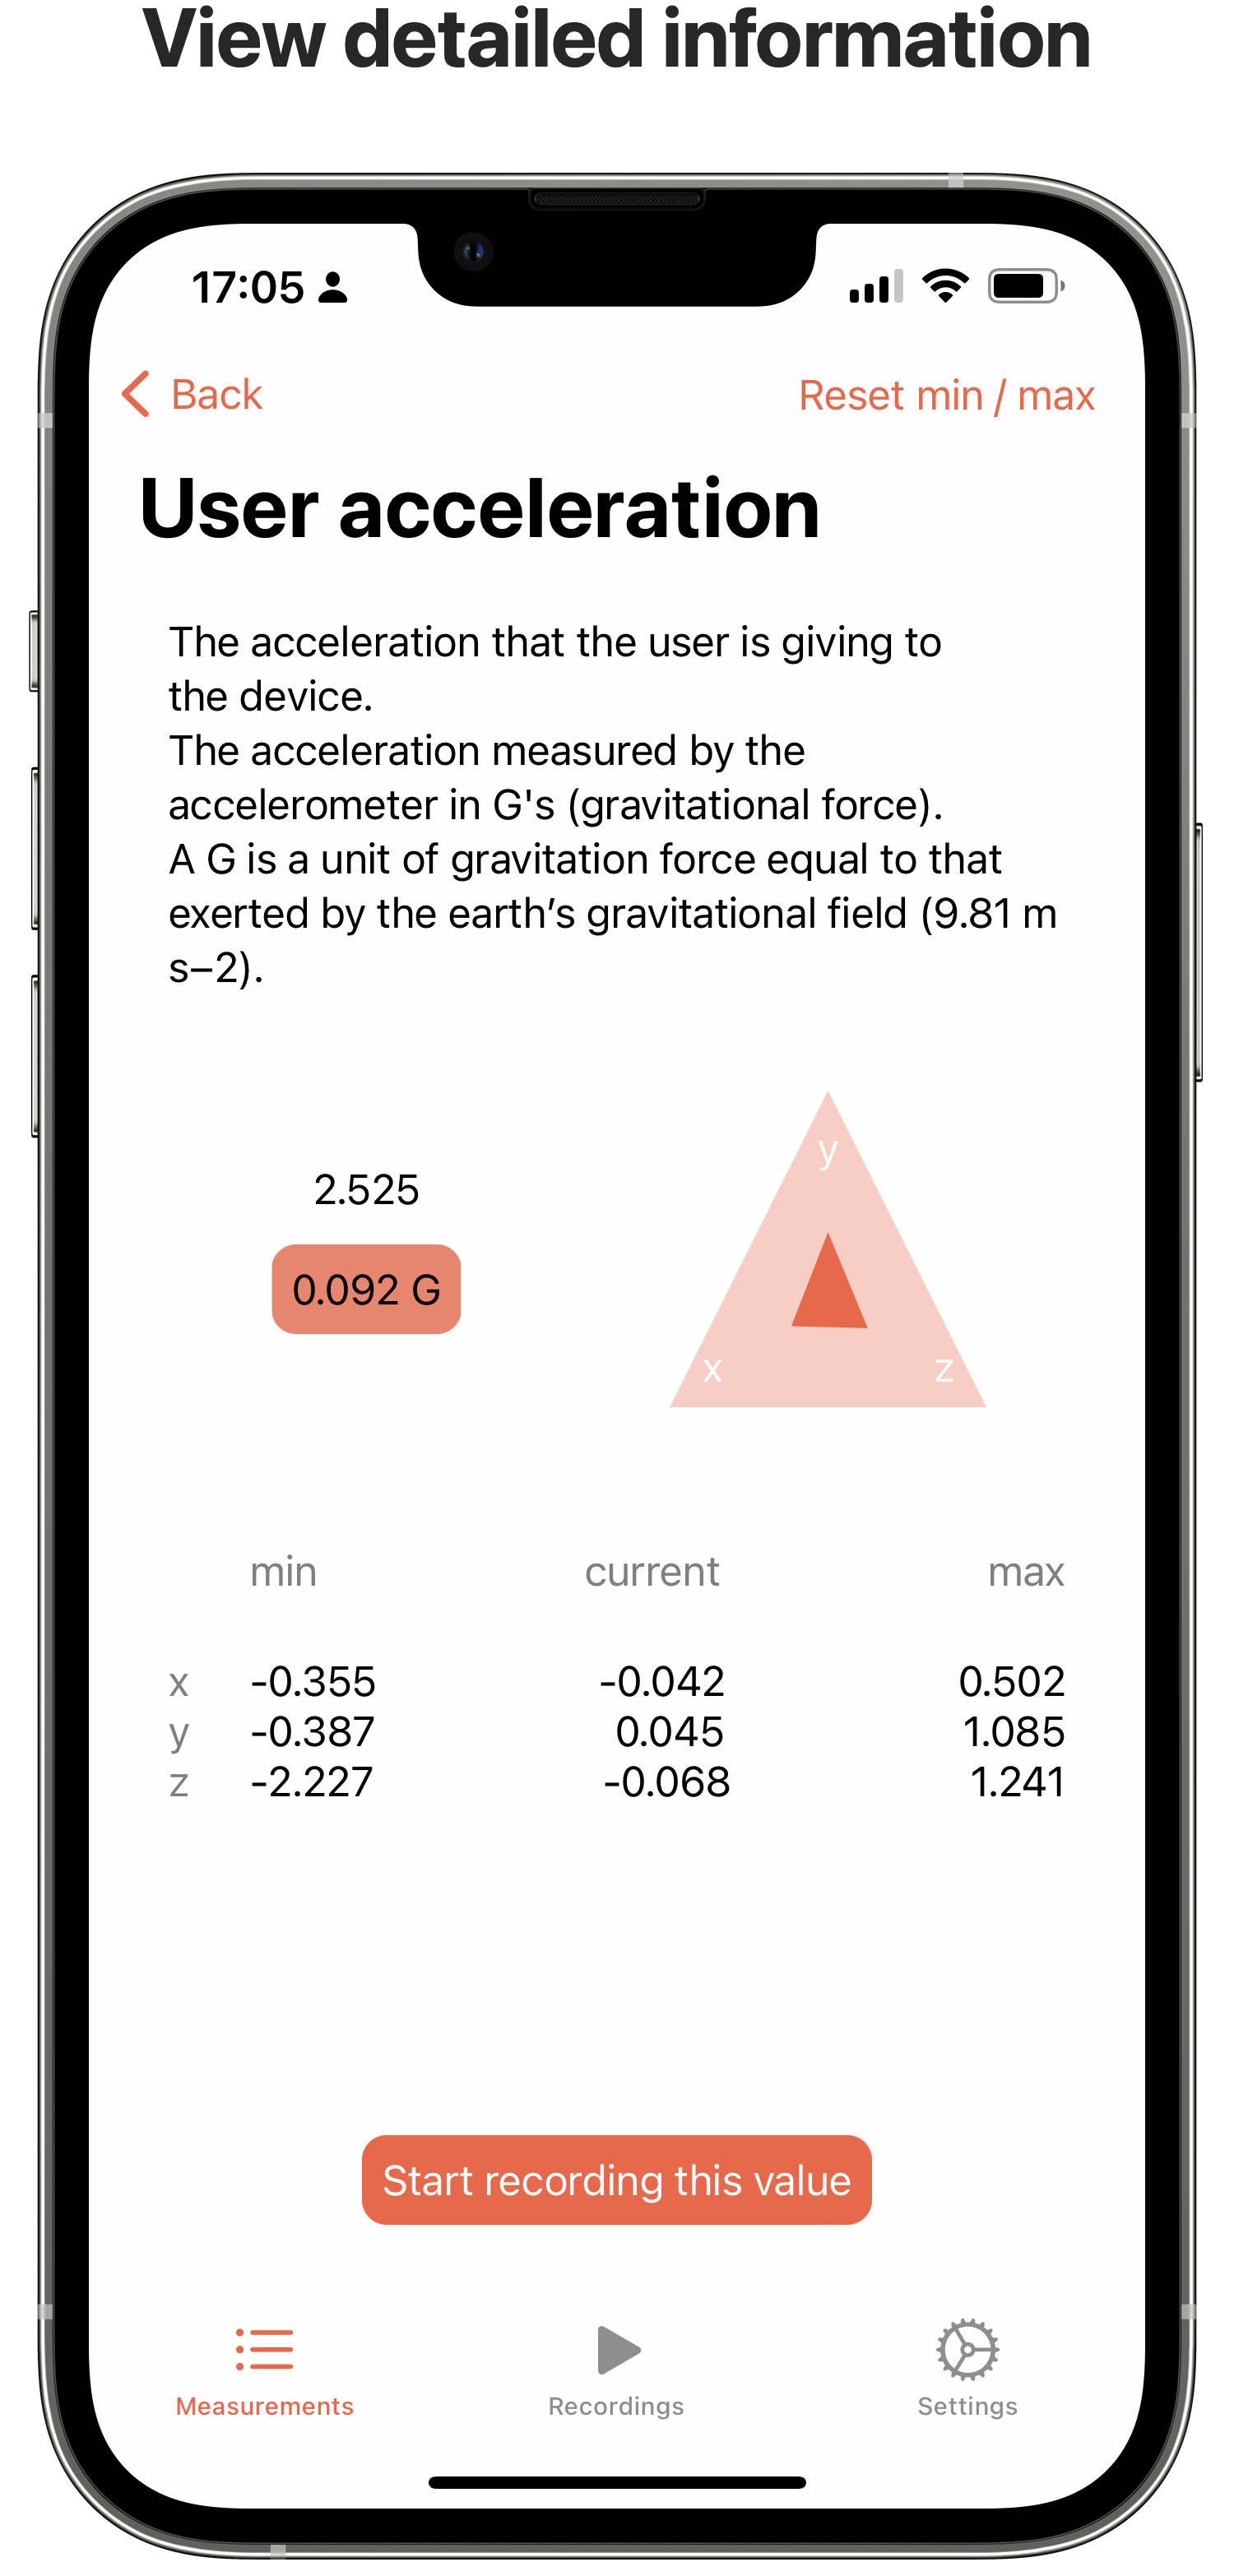 View detailed information
17:05
Back
Reset min / max
User acceleration
The acceleration that the user is giving to
the device.
The acceleration measured by the
accelerometer in G's (gravitational force).
A G is a unit of gravitation force equal to that
exerted by the earth’s gravitational field (9.81 m
s–2).
2.525
0.092 G
y
x z
min current max
x -0.355 -0.042 0.502
y -0.387 0.045 1.085
z -2.227 -0.068 1.241
Start recording this value
Measurements Recordings Settings